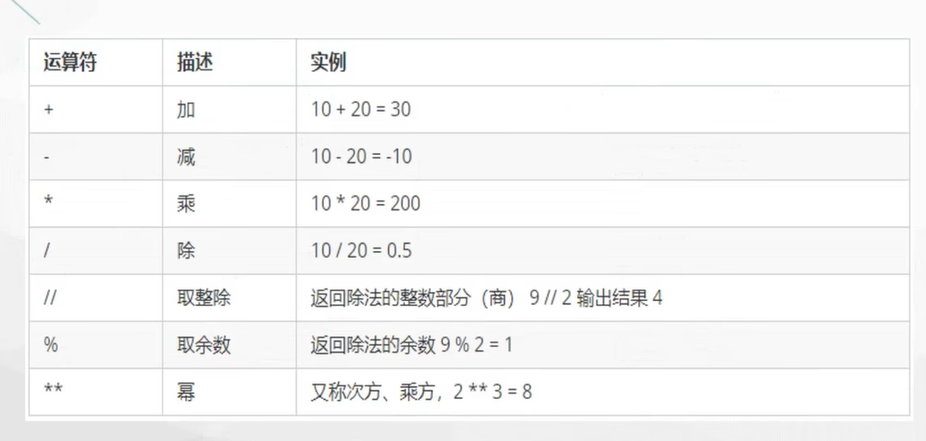 运算符 描述 实例
+ 加 10 + 20 = 30
- 减 10 - 20 = -10
* 乘 10 * 20 = 200
/ 除 10 / 20 = 0.5
// 取整除 返回除法的整数部分（商） 9 // 2 输出结果 4
% 取余数 返回除法的余数 9 % 2 = 1
** 幂 又称次方、乘方，2 ** 3 = 8